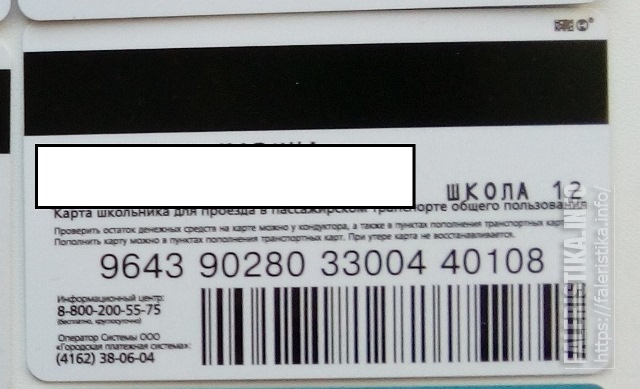 ШКОЛА 12
Карта школьника для проезда в пассажирском транспорте общего пользования
Проверить остаток денежных средств на карте можно у кондуктора, а также в пунктах пополнения транспортных карт.
Пополнить карту можно в пунктах пополнения транспортных карт. При утере карта не восстанавливается.
9643 90280 33004 40108
Информационный центр:
8-800-200-55-75
(бесплатно, круглосуточно)
Оператор Системы ООО
«Городская платежная система»
(4162) 38-06-04
FALERISTIKA.INFO
https://faleristika.info/